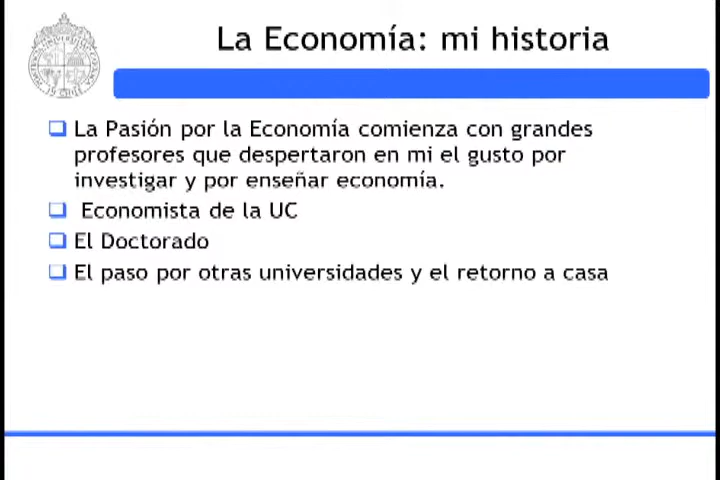 La Economía: mi historia
La Pasión por la Economía comienza con grandes
profesores que despertaron en mi el gusto por
investigar y por enseñar economía.
Economista de la UC
El Doctorado
El paso por otras universidades y el retorno a casa